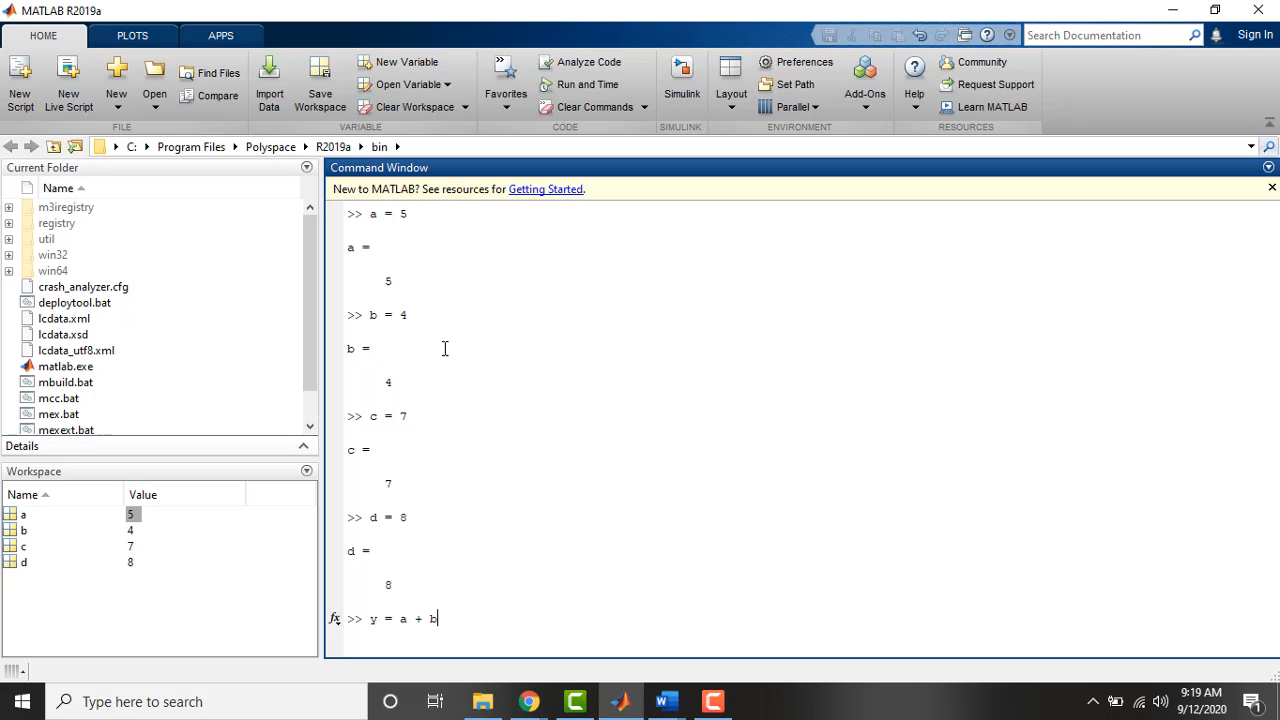 MATLAB R2019a
HOME PLOTS APPS
Search Documentation Sign In
New Script
New Live Script
New
Open
Find Files
Compare
FILE
Import Data
Save Workspace
New Variable
Open Variable
Clear Workspace
VARIABLE
Favorites
Analyze Code
Run and Time
Clear Commands
CODE
Simulink
SIMULINK
Layout
Preferences
Set Path
Parallel
Add-Ons
ENVIRONMENT
Help
Community
Request Support
Learn MATLAB
RESOURCES
C: Program Files Polyspace R2019a bin
Current Folder
Name
m3iregistry
registry
util
win32
win64
crash_analyzer.cfg
deploytool.bat
lcdata.xml
lcdata.xsd
lcdata_utf8.xml
matlab.exe
mbuild.bat
mcc.bat
mex.bat
mexext.bat
Details
Workspace
Name Value
a 5
b 4
c 7
d 8
Command Window
New to MATLAB? See resources for Getting Started.
>> a = 5
a =
5
>> b = 4
b =
4
>> c = 7
c =
7
>> d = 8
d =
8
fx >> y = a + b
Type here to search
9:19 AM
9/12/2020
1